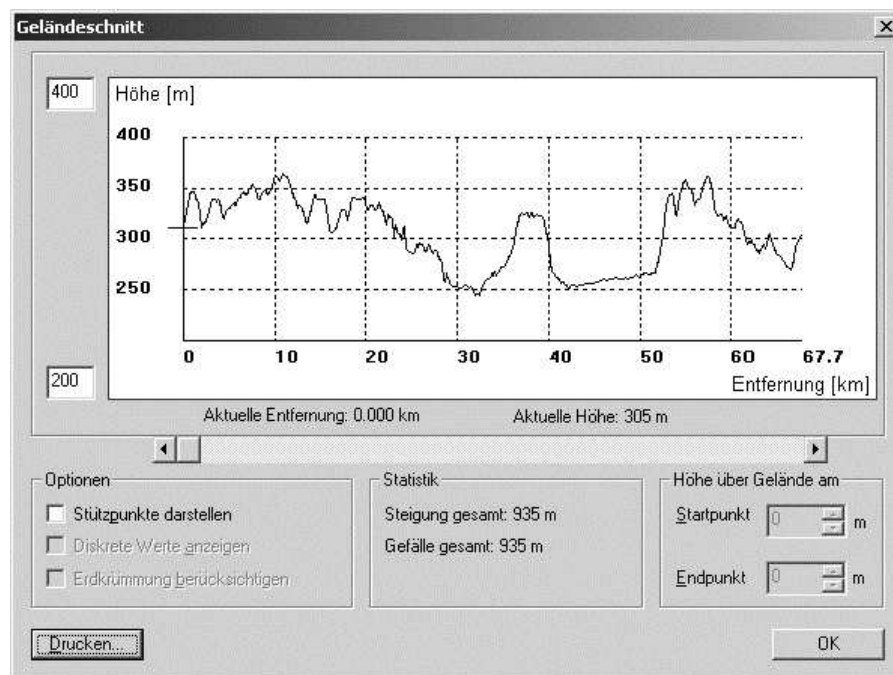 Geländeschnitt
400
Höhe [m]
400
350
300
250
0 10 20 30 40 50 60 67.7
200
Entfernung [km]
Aktuelle Entfernung: 0.000 km Aktuelle Höhe: 305 m
Optionen
Stützpunkte darstellen
Diskrete Werte anzeigen
Erdkrümmung berücksichtigen
Statistik
Steigung gesamt: 935 m
Gefälle gesamt: 935 m
Höhe über Gelände am
Startpunkt 0 m
Endpunkt 0 m
Drucken...
OK